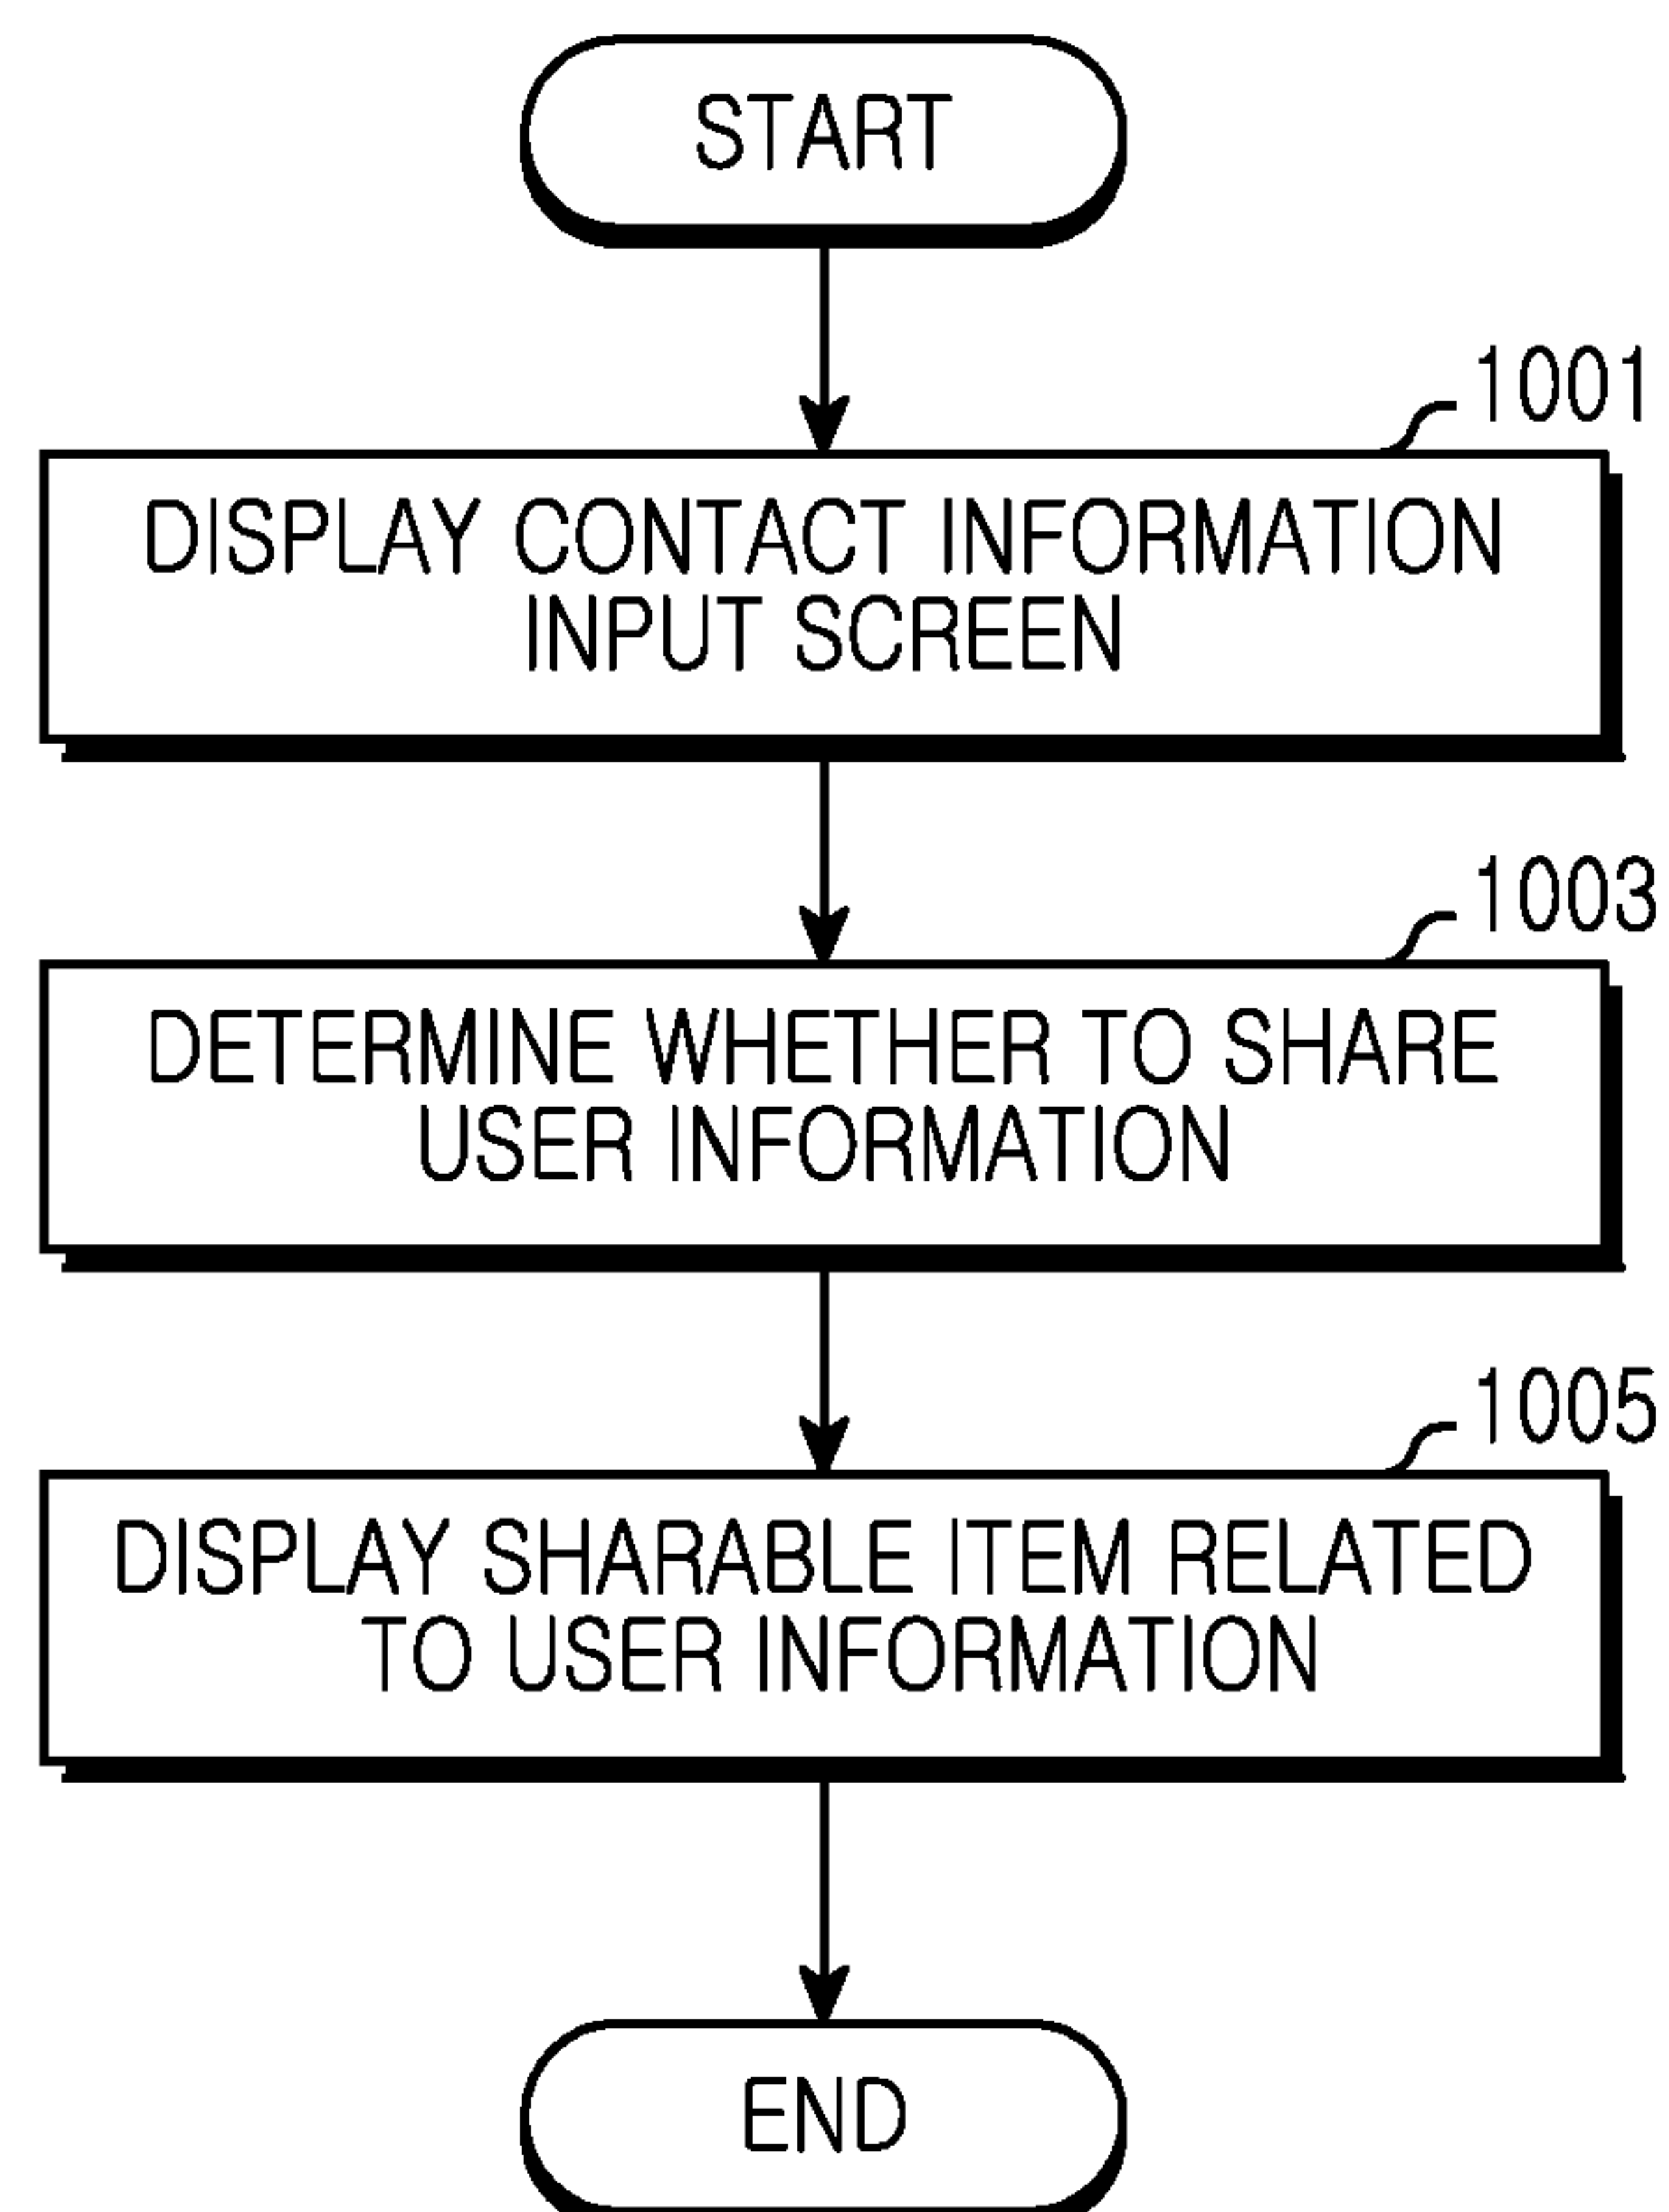 START
1001
DISPLAY CONTACT INFORMATION
INPUT SCREEN
1003
DETERMINE WHETHER TO SHARE
USER INFORMATION
1005
DISPLAY SHARABLE ITEM RELATED
TO USER INFORMATION
END